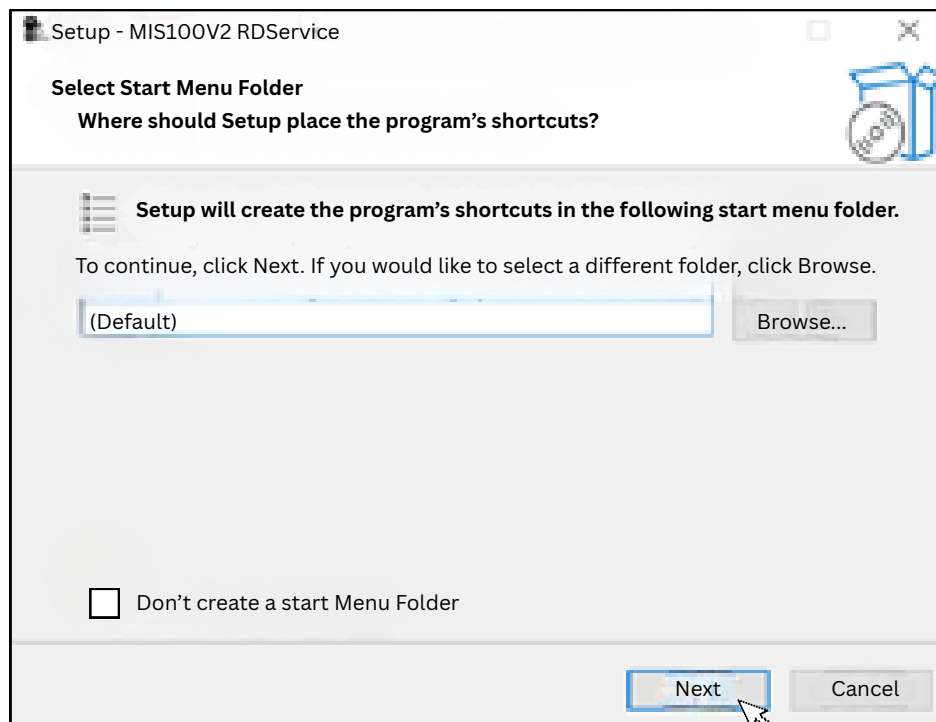 Setup - MIS100V2 RDService
Select Start Menu Folder
Where should Setup place the program’s shortcuts?
Setup will create the program’s shortcuts in the following start menu folder.
To continue, click Next. If you would like to select a different folder, click Browse.
(Default)
Browse...
Don’t create a start Menu Folder
Next
Cancel